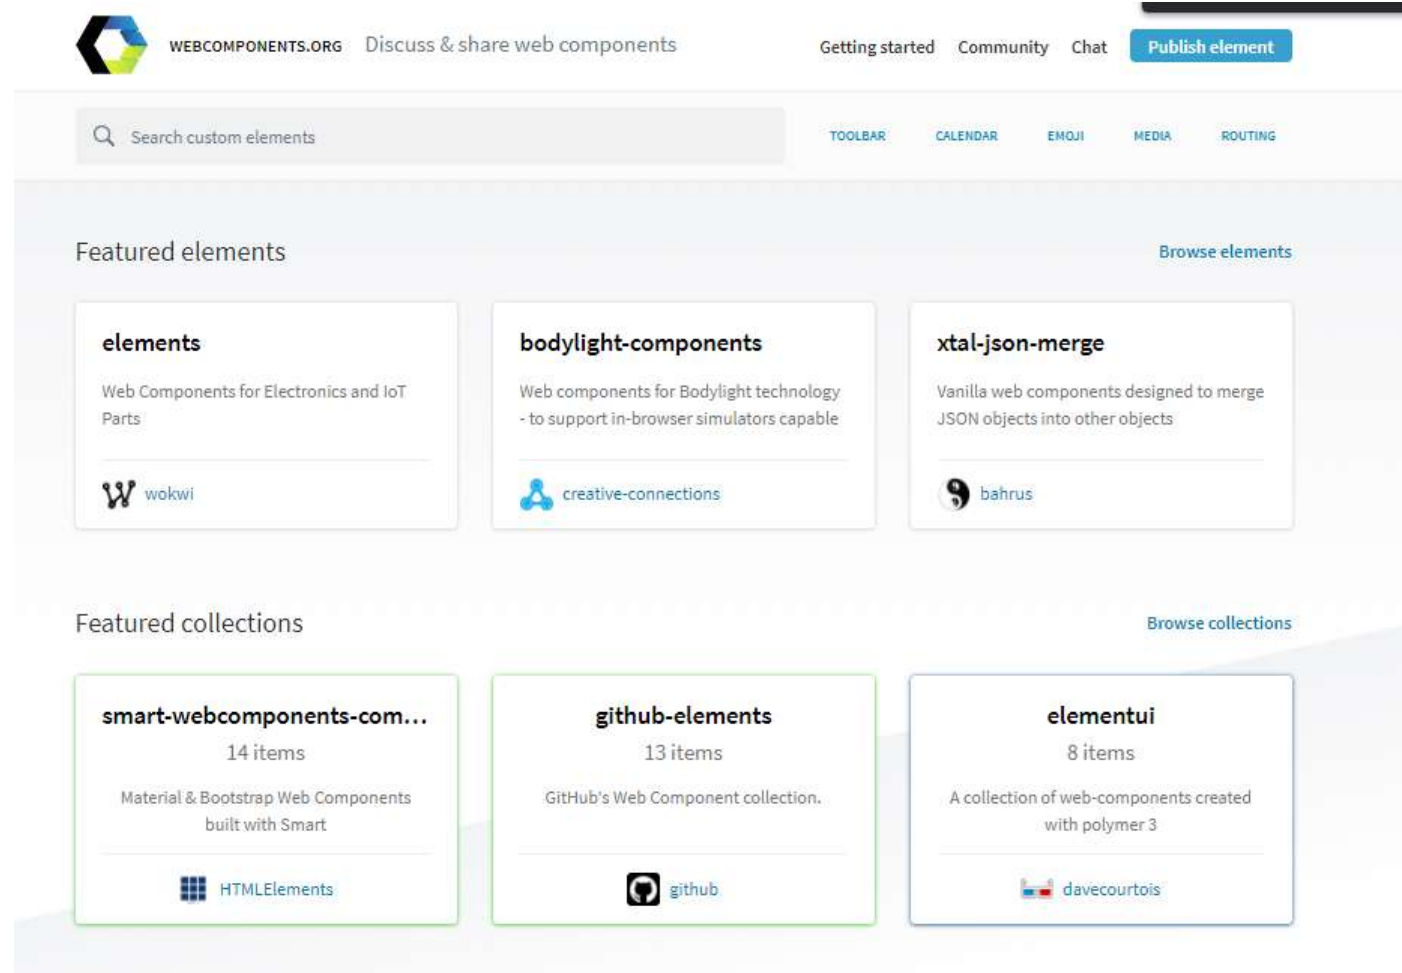 WEBCOMPONENTS.ORG Discuss & share web components Getting started Community Chat Publish element
Search custom elements TOOLBAR CALENDAR EMOJI MEDIA ROUTING
Featured elements Browse elements
elements
Web Components for Electronics and IoT
Parts
wokwi
bodylight-components
Web components for Bodylight technology
- to support in-browser simulators capable
creative-connections
xtal-json-merge
Vanilla web components designed to merge
JSON objects into other objects
bahrus
Featured collections Browse collections
smart-webcomponents-com...
14 items
Material & Bootstrap Web Components
built with Smart
HTMLElements
github-elements
13 items
GitHub's Web Component collection.
github
elementui
8 items
A collection of web-components created
with polymer 3
davecourtois